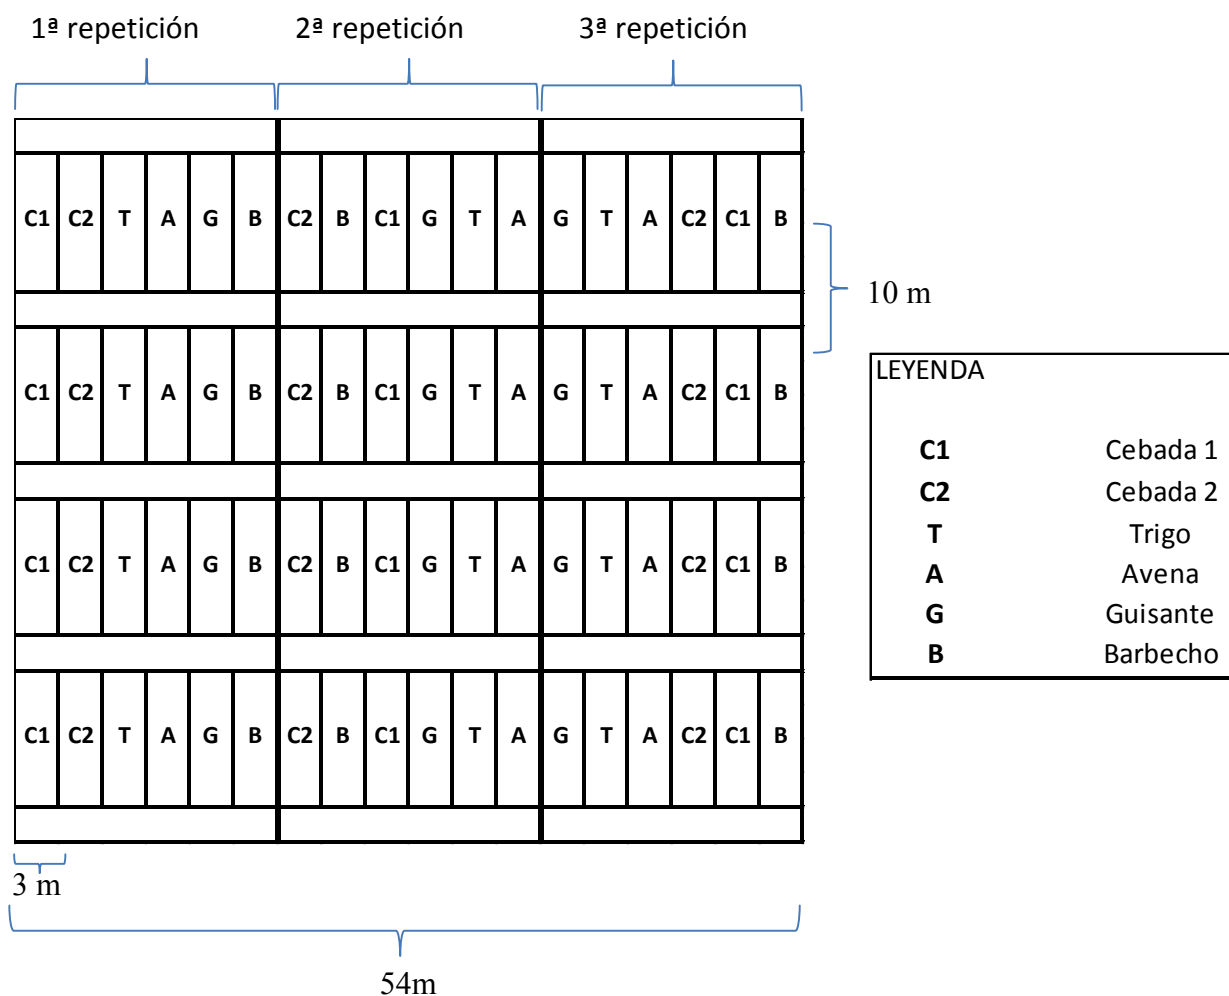 1ª repetición 2ª repetición 3ª repetición
C1 C2 T A G B C2 B C1 G T A G T A C2 C1 B
10 m
C1 C2 T A G B C2 B C1 G T A G T A C2 C1 B
LEYENDA
C1 Cebada 1
C2 Cebada 2
T Trigo
A Avena
G Guisante
B Barbecho
C1 C2 T A G B C2 B C1 G T A G T A C2 C1 B
C1 C2 T A G B C2 B C1 G T A G T A C2 C1 B
3 m
54m